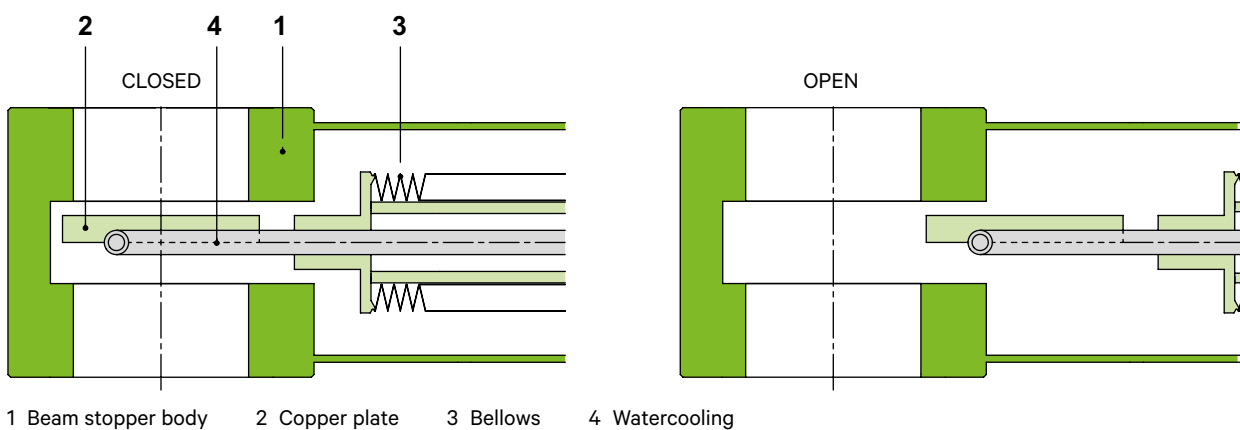 2 4 1 3
CLOSED OPEN
1 Beam stopper body 2 Copper plate 3 Bellows 4 Watercooling